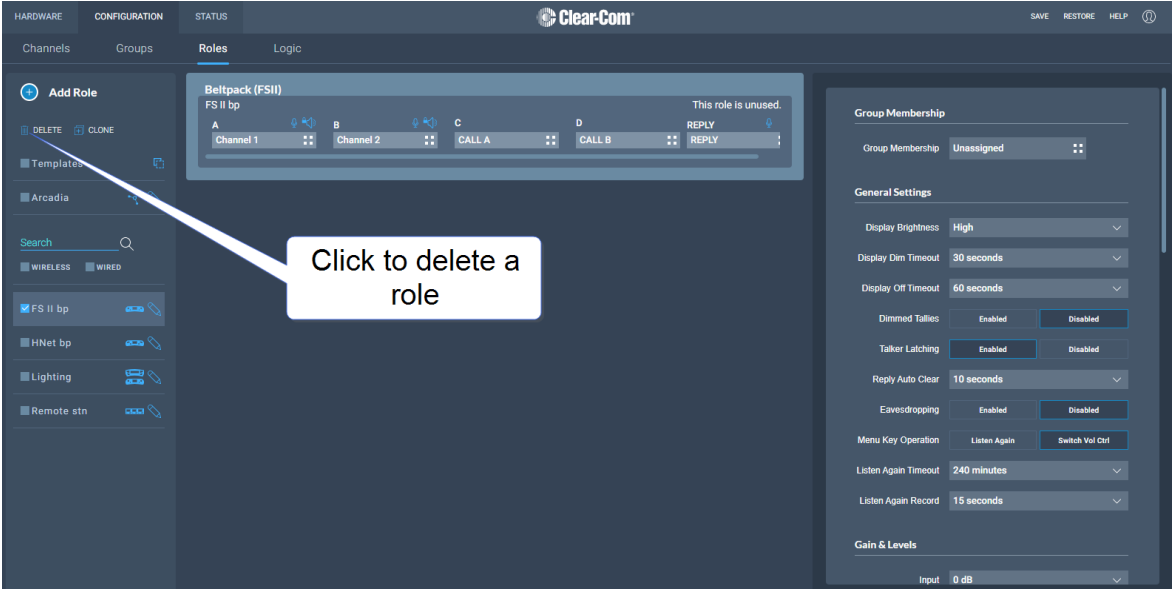 HARDWARE CONFIGURATION STATUS Clear-Com SAVE RESTORE HELP
Channels Groups Roles Logic
Add Role
DELETE CLONE
Templates
Arcadia
Search
WIRELESS WIRED
FS II bp
HNet bp
Lighting
Remote stn
Beltpack (FSII)
FS II bp This role is unused.
A B C D REPLY
Channel 1 Channel 2 CALL A CALL B REPLY
Click to delete a
role
Group Membership
Group Membership Unassigned
General Settings
Display Brightness High
Display Dim Timeout 30 seconds
Display Off Timeout 60 seconds
Dimmed Tallies Enabled Disabled
Talker Latching Enabled Disabled
Reply Auto Clear 10 seconds
Eavesdropping Enabled Disabled
Menu Key Operation Listen Again Switch Vol Ctrl
Listen Again Timeout 240 minutes
Listen Again Record 15 seconds
Gain & Levels
Input 0 dB